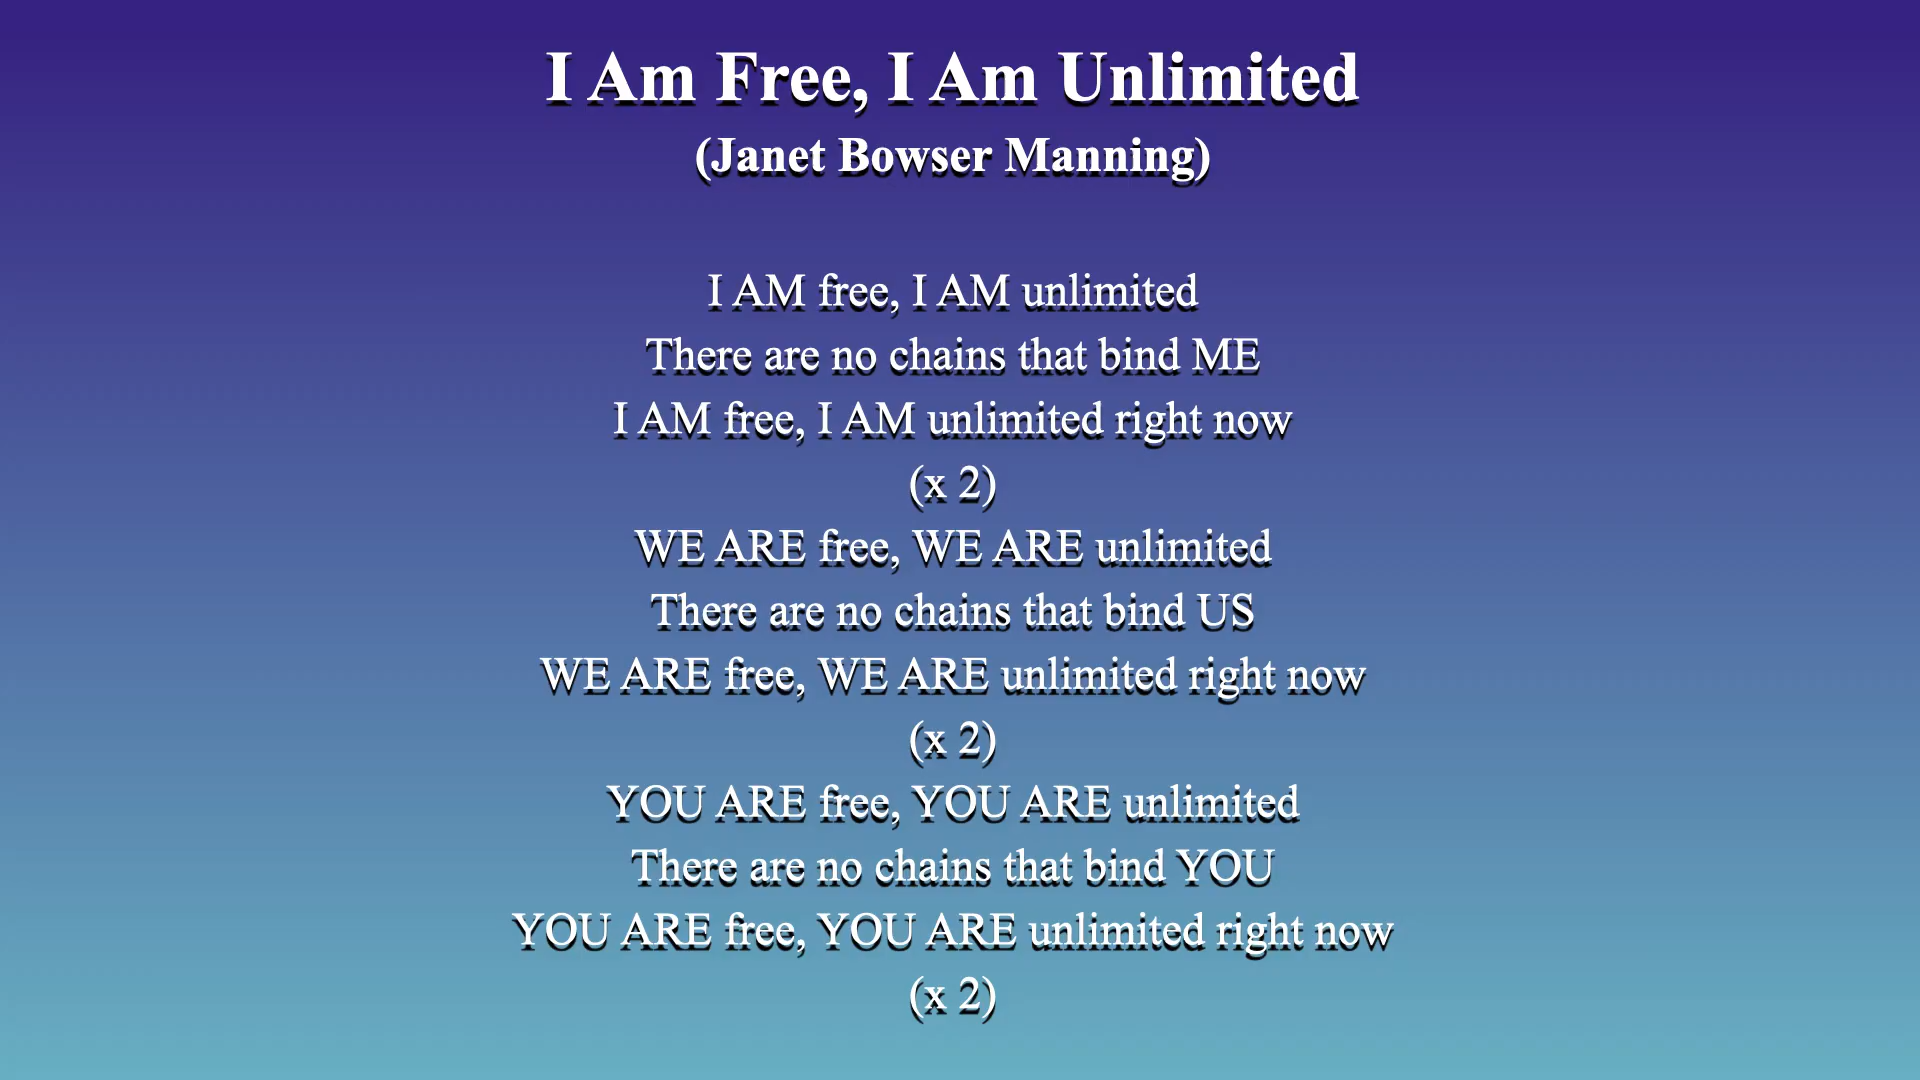 I Am Free, I Am Unlimited
(Janet Bowser Manning)
I AM free, I AM unlimited
There are no chains that bind ME
I AM free, I AM unlimited right now
(x 2)
WE ARE free, WE ARE unlimited
There are no chains that bind US
WE ARE free, WE ARE unlimited right now
(x 2)
YOU ARE free, YOU ARE unlimited
There are no chains that bind YOU
YOU ARE free, YOU ARE unlimited right now
(x 2)